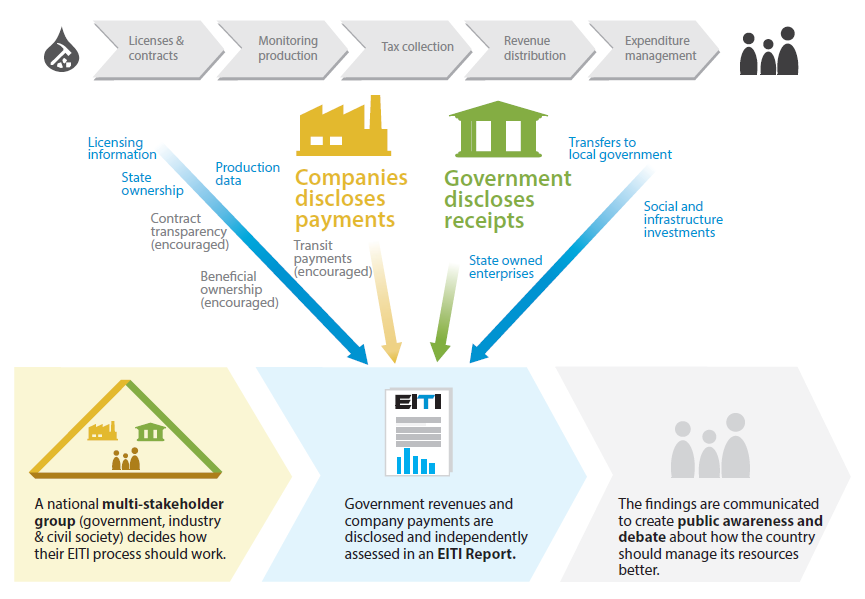 Licenses &
contracts
Monitoring
production
Tax collection
Revenue
distribution
Expenditure
management
Licensing
information
State
ownership
Production
data
Contract
transparency
(encouraged)
Beneficial
ownership
(encouraged)
Companies
discloses
payments
Transit
payments
(encouraged)
Government
discloses
receipts
State owned
enterprises
Transfers to
local government
Social and
infrastructure
investments
A national multi-stakeholder
group (government, industry
& civil society) decides how
their EITI process should work.
EITI
Government revenues and
company payments are
disclosed and independently
assessed in an EITI Report.
The findings are communicated
to create public awareness and
debate about how the country
should manage its resources
better.